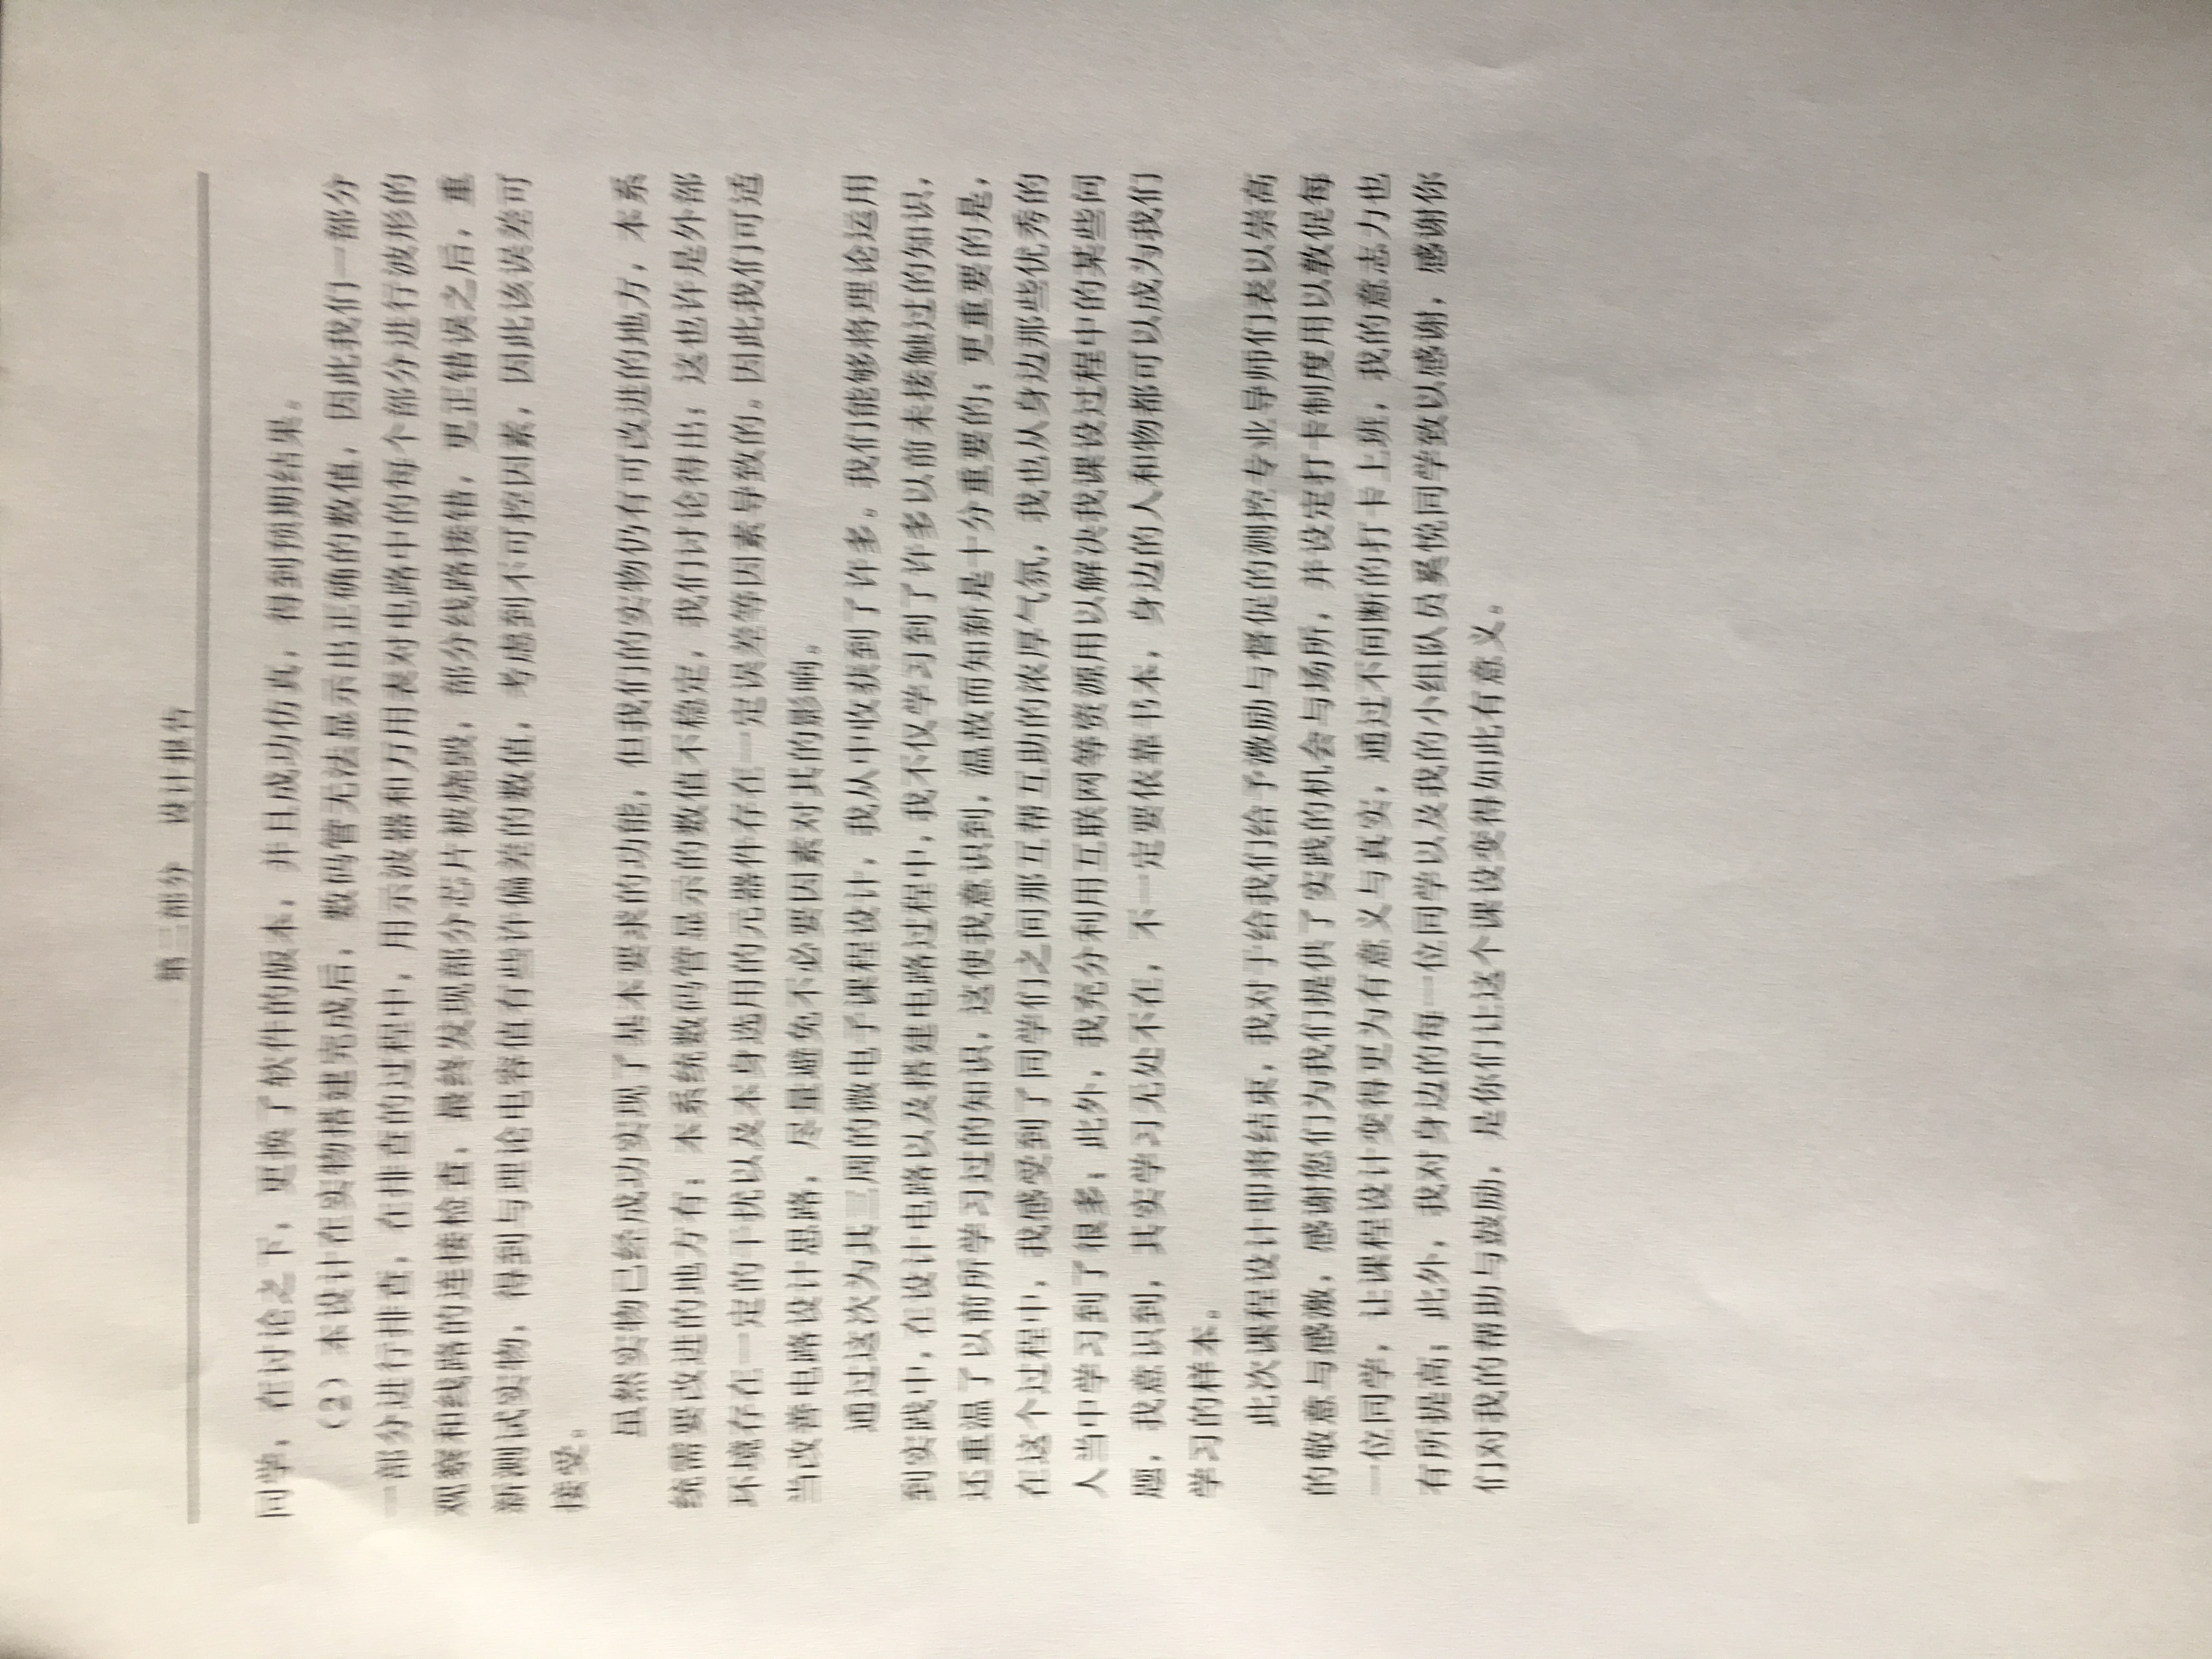 第二部分 设计报告
同学，在讨论之下，更换了软件的版本，并且成功仿真，得到预期结果。
（2）本设计在实物搭建完成后，数码管无法显示出正确的数值，因此我们一部分
一部分进行排查，在排查的过程中，用示波器和万用表对电路中的每个部分进行波形的
观察和线路的连接检查，最终发现部分芯片被烧毁，部分线路接错，更正错误之后，重
新测试实物，得到与理论电容值有些许偏差的数值，考虑到不可控因素，因此该误差可
接受。
虽然实物已经成功实现了基本要求的功能，但我们的实物仍有可改进的地方，本系
统需要改进的地方有：本系统数码管显示的数值不稳定，我们讨论得出：这也许是外部
环境存在一定的干扰以及本身选用的元器件存在一定误差等因素导致的。因此我们可适
当改善电路设计思路，尽量避免不必要因素对其的影响。
通过这次为其三周的微电子课程设计，我从中收获到了许多。我们能够将理论运用
到实践中，在设计电路以及搭建电路过程中，我不仅学习到了许多以前未接触过的知识，
还重温了以前所学习过的知识，这使我意识到，温故而知新是十分重要的；更重要的是，
在这个过程中，我感受到了同学们之间那互帮互助的浓厚气氛，我也从身边那些优秀的
人当中学习到了很多；此外，我充分利用互联网等资源用以解决我课设过程中的某些问
题，我意识到，其实学习无处不在，不一定要依靠书本，身边的人和物都可以成为我们
学习的样本。
此次课程设计即将结束，我对于给我们给予激励与督促的测控专业导师们表以崇高
的敬意与感激，感谢您们为我们提供了实践的机会与场所，并设定打卡制度用以敦促每
一位同学，让课程设计变得更为有意义与真实，通过不间断的打卡上班，我的意志力也
有所提高；此外，我对身边的每一位同学以及我的小组队员奚悦同学致以感谢，感谢你
们对我的帮助与鼓励，是你们让这个课设变得如此有意义。